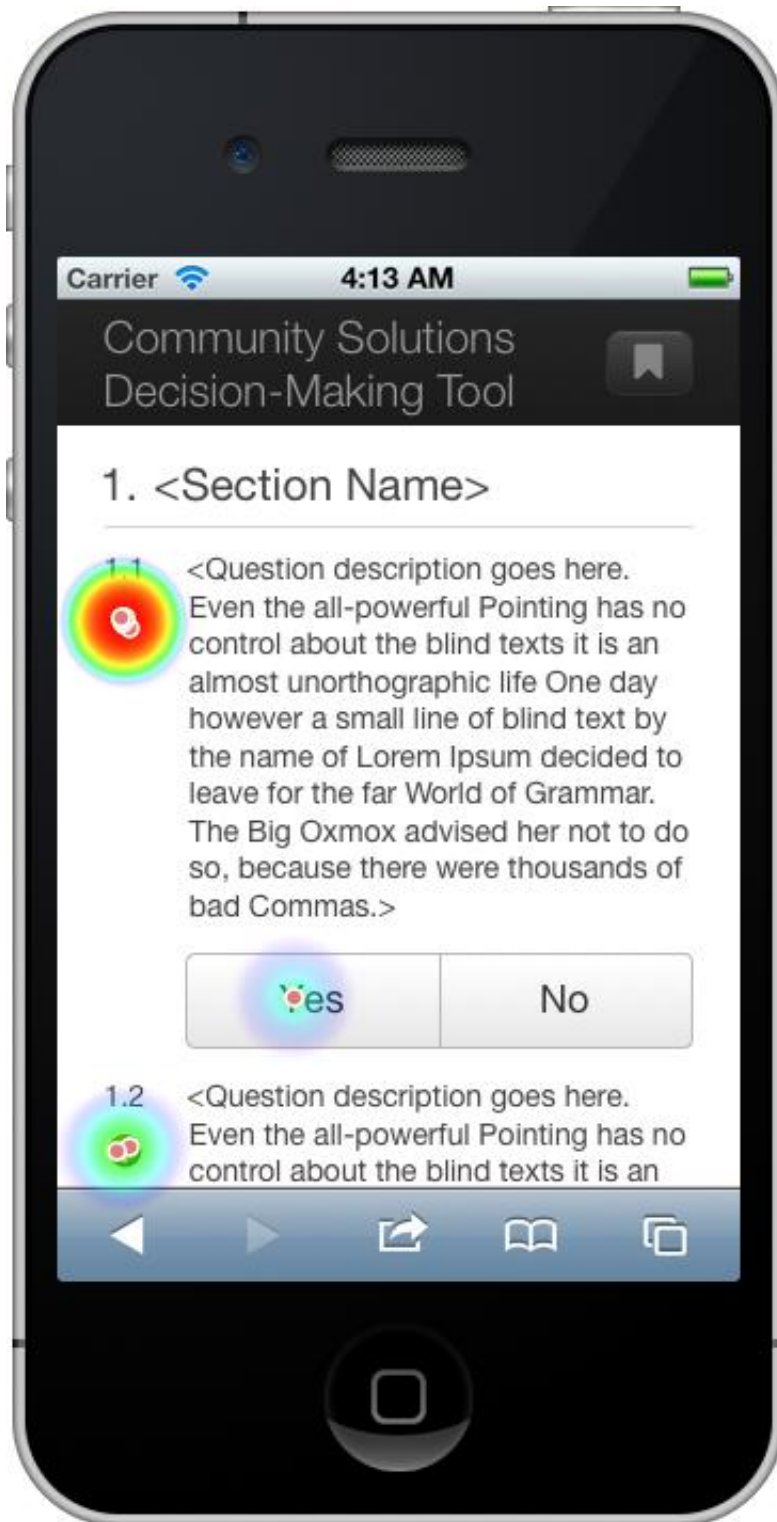 Carrier 4:13 AM
Community Solutions
Decision-Making Tool
1. <Section Name>
1.1 <Question description goes here.
Even the all-powerful Pointing has no
control about the blind texts it is an
almost unorthographic life One day
however a small line of blind text by
the name of Lorem Ipsum decided to
leave for the far World of Grammar.
The Big Oxmox advised her not to do
so, because there were thousands of
bad Commas.>
Yes No
1.2 <Question description goes here.
Even the all-powerful Pointing has no
control about the blind texts it is an